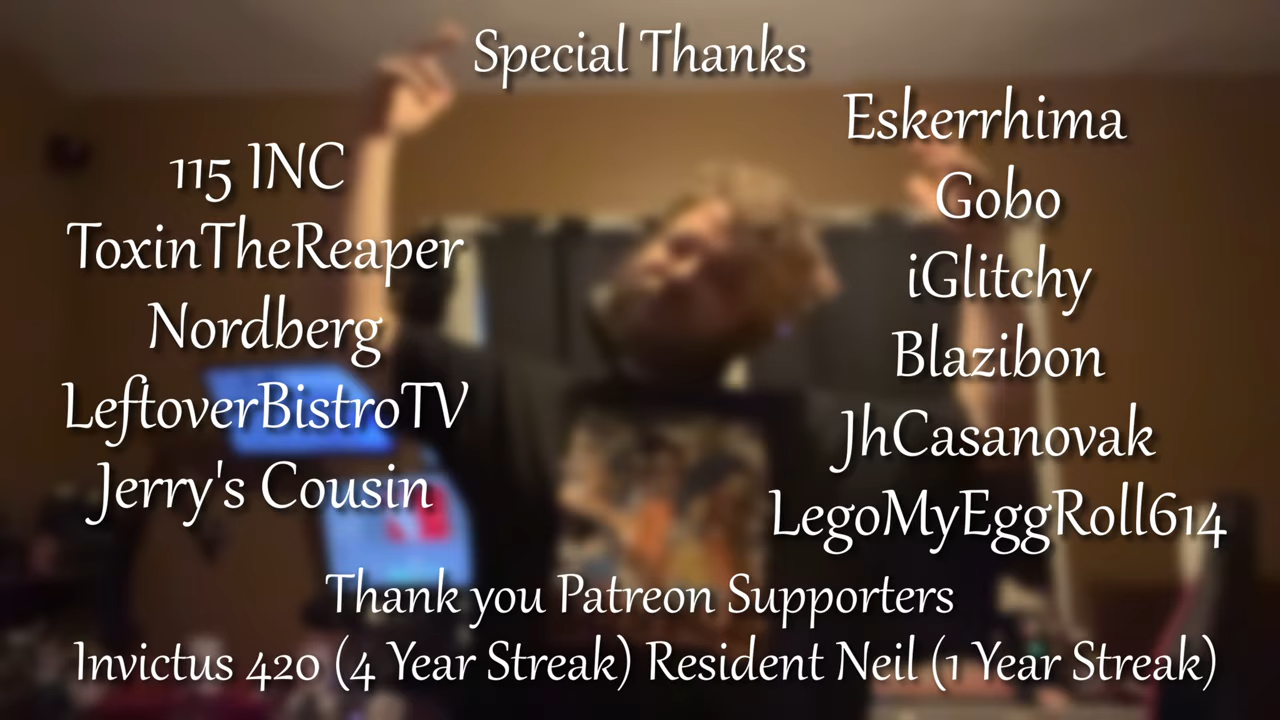 Special Thanks
115 INC
ToxinTheReaper
Nordberg
LeftoverBistroTV
Jerry's Cousin
Eskerrhima
Gobo
iGlitchy
Blazibon
JhCasanovak
LegoMyEggRoll614
Thank you Patreon Supporters
Invictus 420 (4 Year Streak) Resident Neil (1 Year Streak)